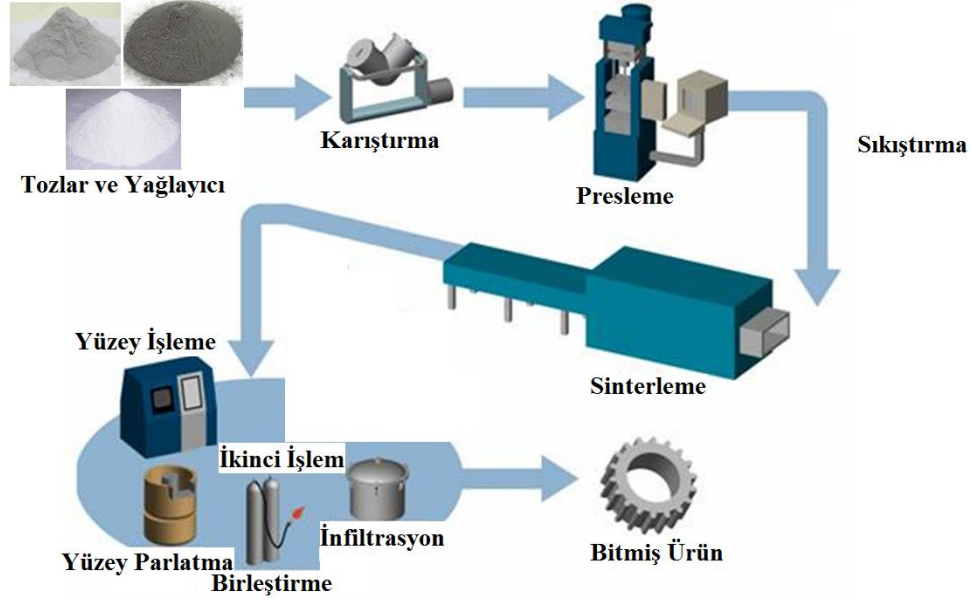 Tozlar ve Yağlayıcı
Karıştırma
Presleme
Sıkıştırma
Sinterleme
Yüzey İşleme
İkinci İşlem
Yüzey Parlatma
Birleştirme
İnfiltrasyon
Bitmiş Ürün